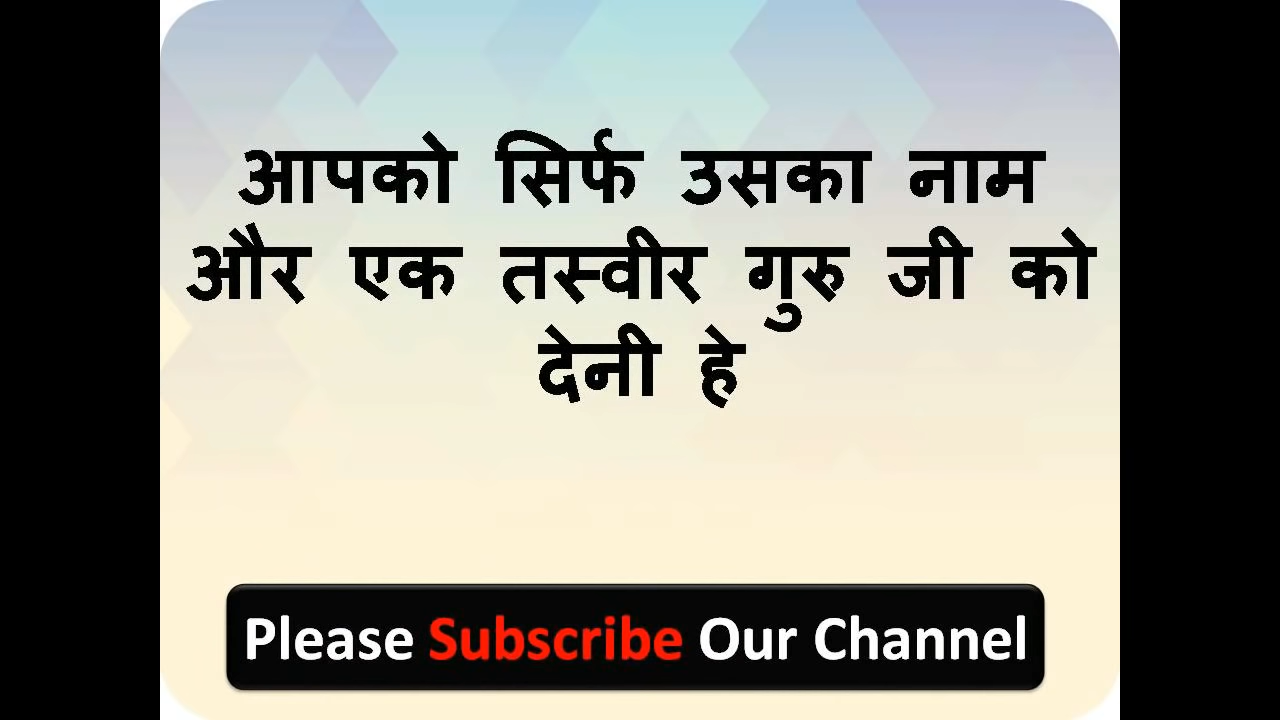 आपको सिर्फ उसका नाम
और एक तस्वीर गुरु जी को
देनी हे
Please Subscribe Our Channel